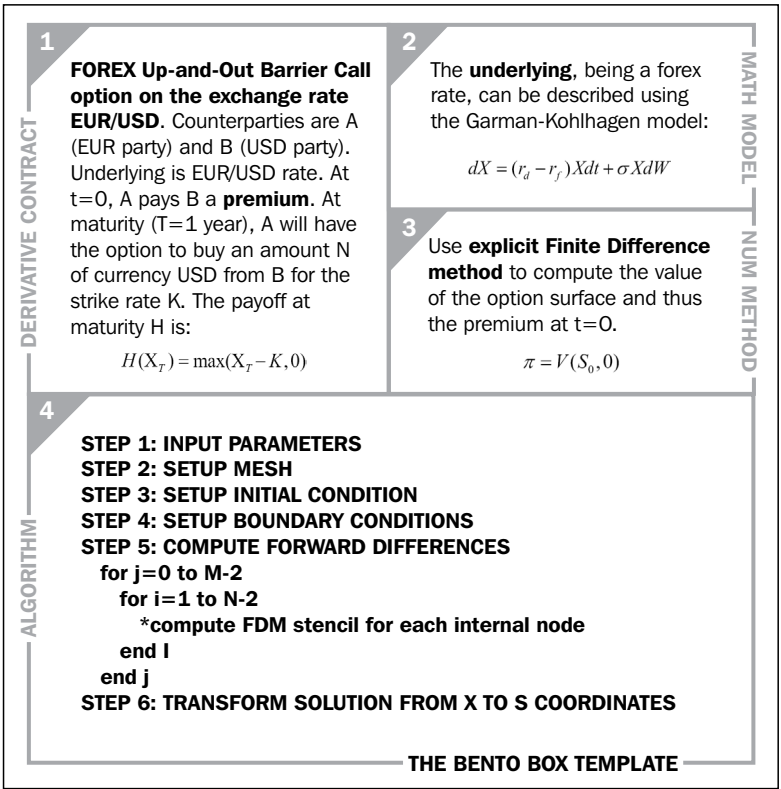 1
DERIVATIVE CONTRACT
FOREX Up-and-Out Barrier Call
option on the exchange rate
EUR/USD. Counterparties are A
(EUR party) and B (USD party).
Underlying is EUR/USD rate. At
t=0, A pays B a premium. At
maturity (T=1 year), A will have
the option to buy an amount N
of currency USD from B for the
strike rate K. The payoff at
maturity H is:
H(X_T) = max(X_T − K, 0)
2
MATH MODEL
The underlying, being a forex
rate, can be described using
the Garman-Kohlhagen model:
dX = (r_d − r_f) Xdt + σ XdW
3
NUM METHOD
Use explicit Finite Difference
method to compute the value
of the option surface and thus
the premium at t=0.
π = V(S_0, 0)
4
ALGORITHM
STEP 1: INPUT PARAMETERS
STEP 2: SETUP MESH
STEP 3: SETUP INITIAL CONDITION
STEP 4: SETUP BOUNDARY CONDITIONS
STEP 5: COMPUTE FORWARD DIFFERENCES
for j=0 to M-2
for i=1 to N-2
*compute FDM stencil for each internal node
end I
end j
STEP 6: TRANSFORM SOLUTION FROM X TO S COORDINATES
THE BENTO BOX TEMPLATE